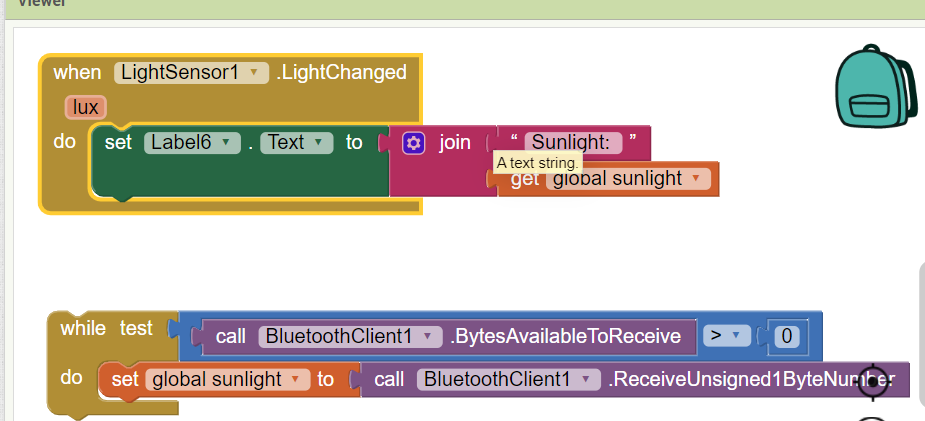 Viewer
when LightSensor1 .LightChanged
lux
do set Label6 . Text to join “ Sunlight: ”
A text string.
get global sunlight
while test call BluetoothClient1 .BytesAvailableToReceive > 0
do set global sunlight to call BluetoothClient1 .ReceiveUnsigned1ByteNumber